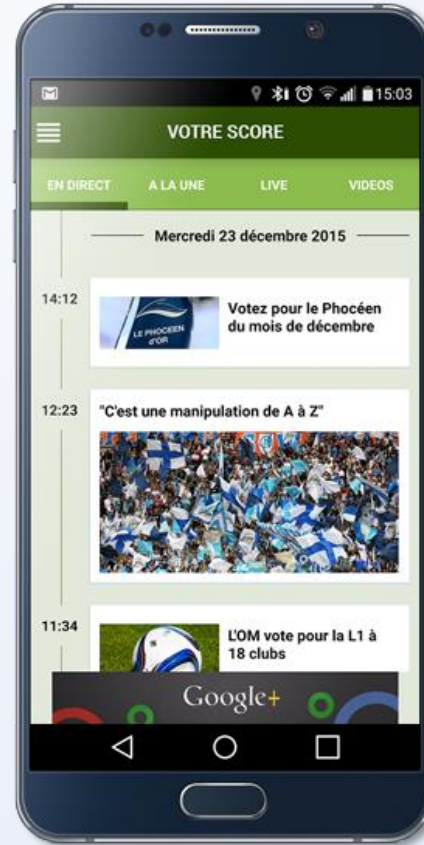 15:03
VOTRE SCORE
EN DIRECT A LA UNE LIVE VIDEOS
Mercredi 23 décembre 2015
14:12
LE PHOCEEN
d'OR
Votez pour le Phocéen
du mois de décembre
12:23
"C'est une manipulation de A à Z"
11:34
L'OM vote pour la L1 à
18 clubs
Google+